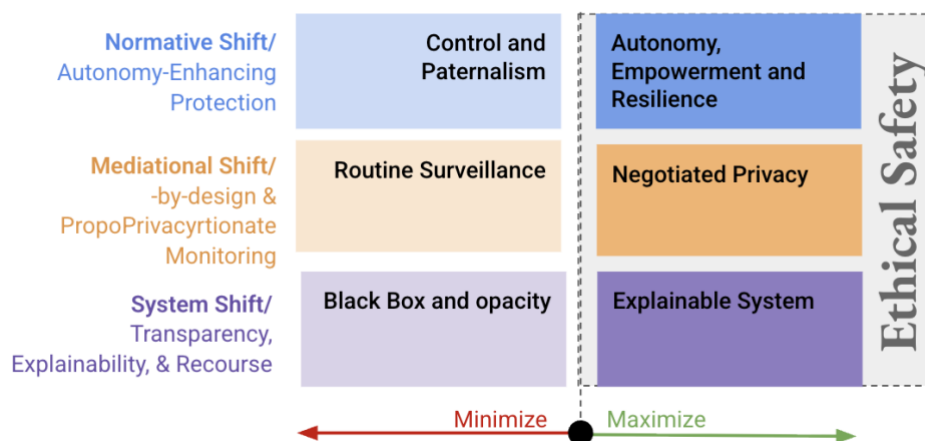 Normative Shift/
Autonomy-Enhancing
Protection
Control and
Paternalism
Autonomy,
Empowerment and
Resilience
Mediational Shift/
-by-design &
PropoPrivacyrtionate
Monitoring
Routine Surveillance
Negotiated Privacy
System Shift/
Transparency,
Explainability, & Recourse
Black Box and opacity
Explainable System
Ethical Safety
Minimize
Maximize